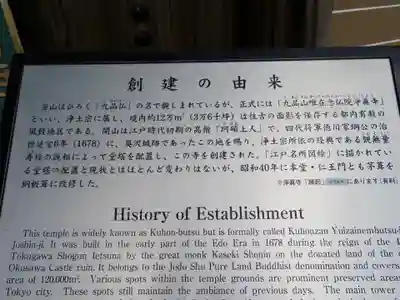 創建の由来
当山はひろく「九品仏」の名で親しまれているが、正式には「九品山唯在念仏院浄真寺」
といい、浄土宗に属し、境内約12万㎡（3万6千坪）は往古の面影を保存する都内有数の
風致地区である。開山は江戸時代初期の高僧「珂碩上人」で、四代将軍徳川家綱公の治
世延宝6年（1678）に、奥沢城跡であったこの地を賜り、浄土宗所依の経典である観無量
寿経の説相によって堂塔を配置し、この寺を創建された。「江戸名所図絵」に描かれてい
る堂塔の配置と現状とはほとんど変わりはないが、昭和40年に本堂・仁王門とも茅葺を
銅板葺に改修した。
※浄真寺「勝影」にあります(有料)
History of Establishment
This temple is widely known as Kuhon-butsu but is formally called Kuhonzan Yuizainembutsu-i
Joshin-ji. It was built in the early part of the Edo Era in 1678 during the reign of the 4
Tokugawa Shogun Ietsuna by the great monk Kaseki Shonin on the donated land of the o
Okusawa Castle ruin. It belongs to the Jodo Shu Pure Land Buddhist denomination and covers
area of 120,000㎡. Various spots within the temple grounds are prominent preserved areas
Tokyo city. These spots still maintain the ambience of previous days. The main tower